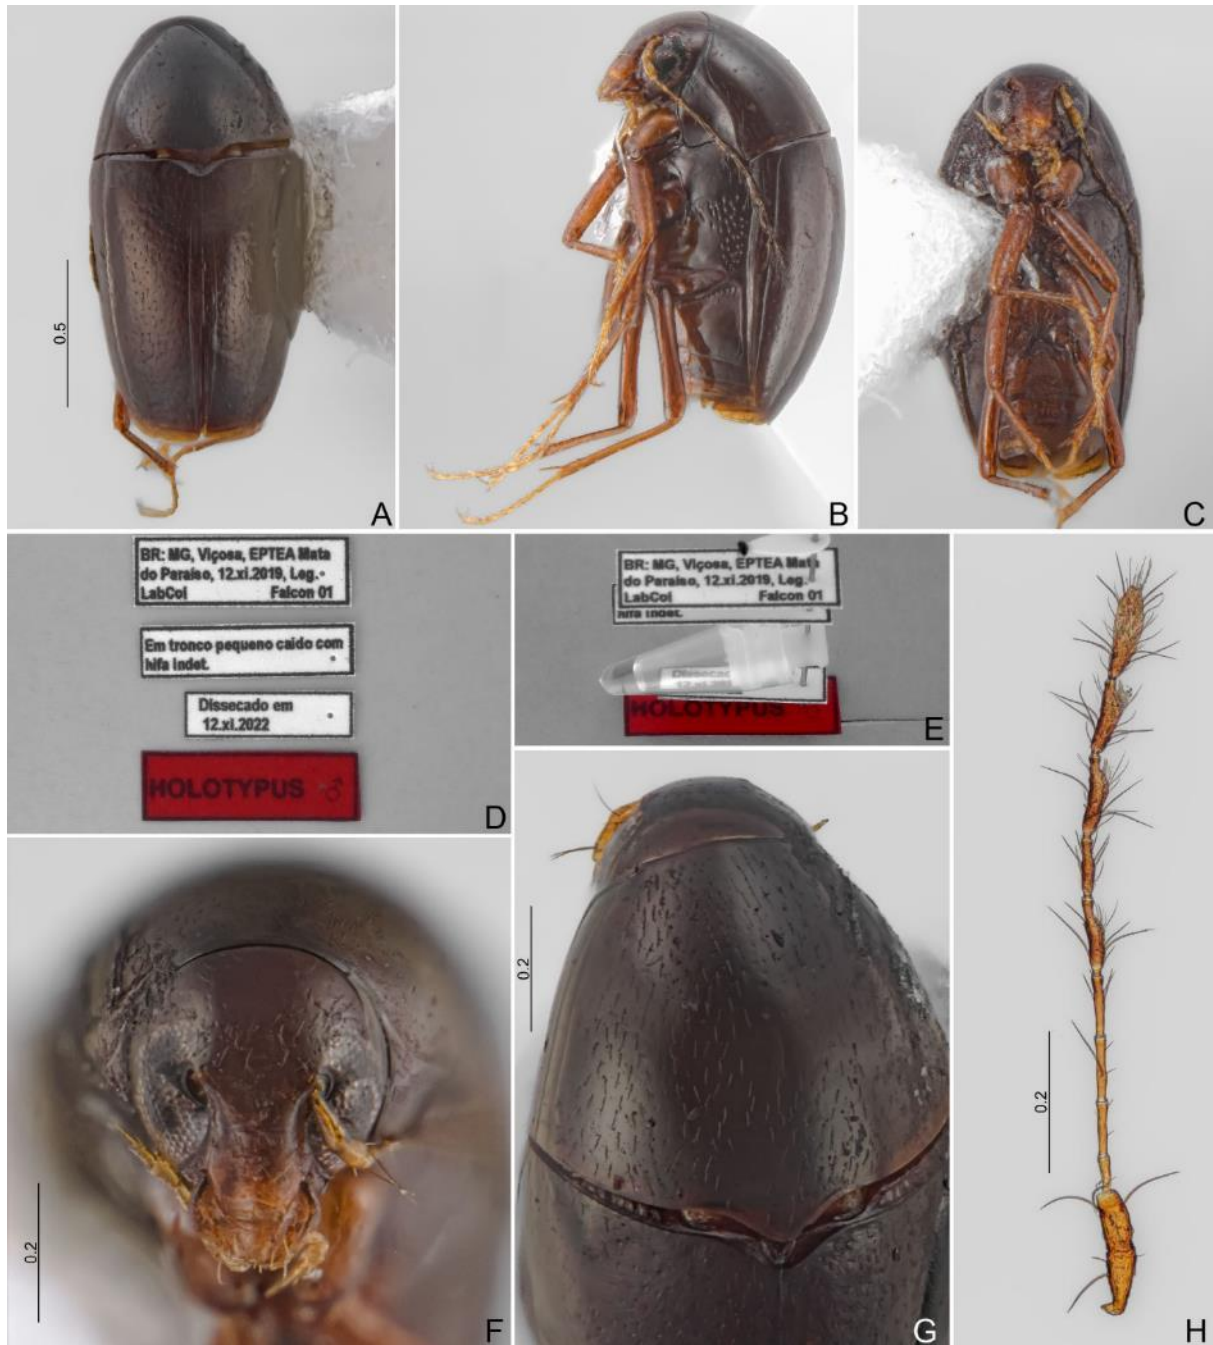 A
B
C
0.5
BR: MG, Viçosa, EPTEA Mata
do Paraíso, 12.xi.2019, Leg.
LabCol Falcon 01
Em tronco pequeno caido com
hifa indet.
Dissecado em
12.xi.2022
HOLOTYPUS ♂
D
BR: MG, Viçosa, EPTEA Mata
do Paraiso, 12.xi.2019, Leg.
LabCol Falcon 01
hifa indet.
HOLOTYPUS
E
0.2
F
0.2
G
0.2
H